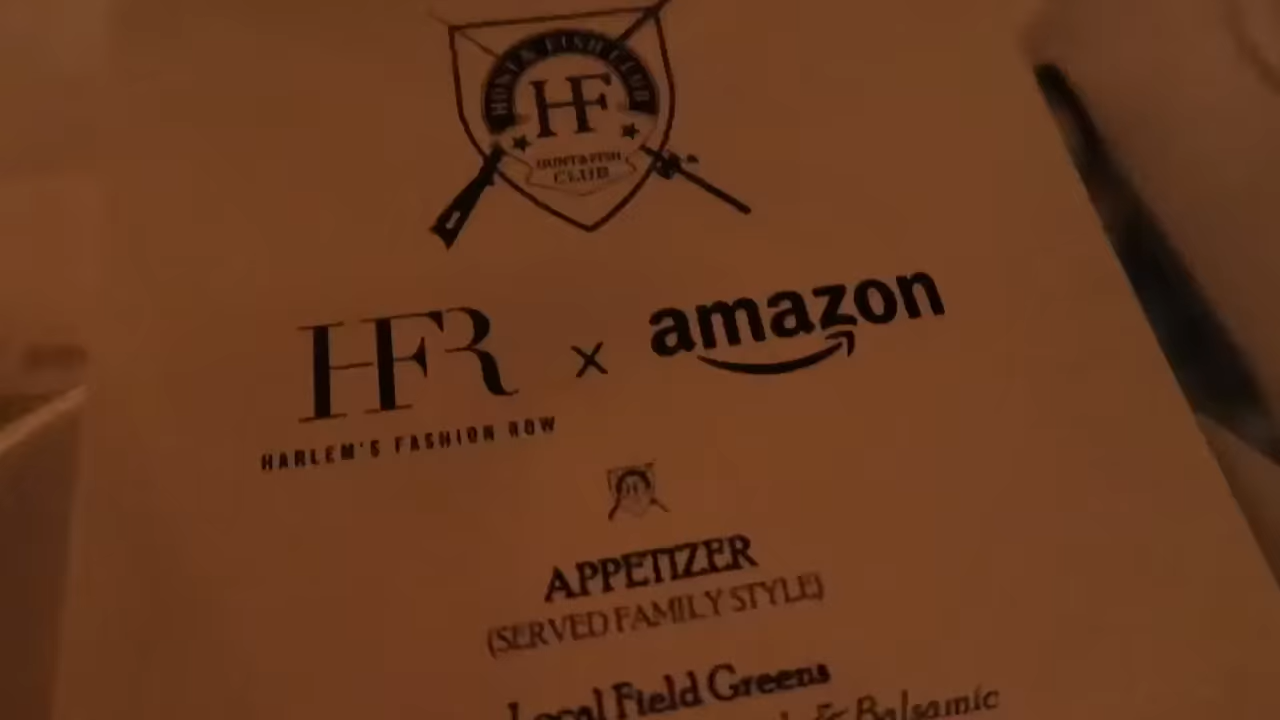 HUNT & FISH CLUB
HF
HUNT & FISH
CLUB
HFR x amazon
HARLEM'S FASHION ROW
APPETIZER
(SERVED FAMILY STYLE)
Local Field Greens
& Balsamic